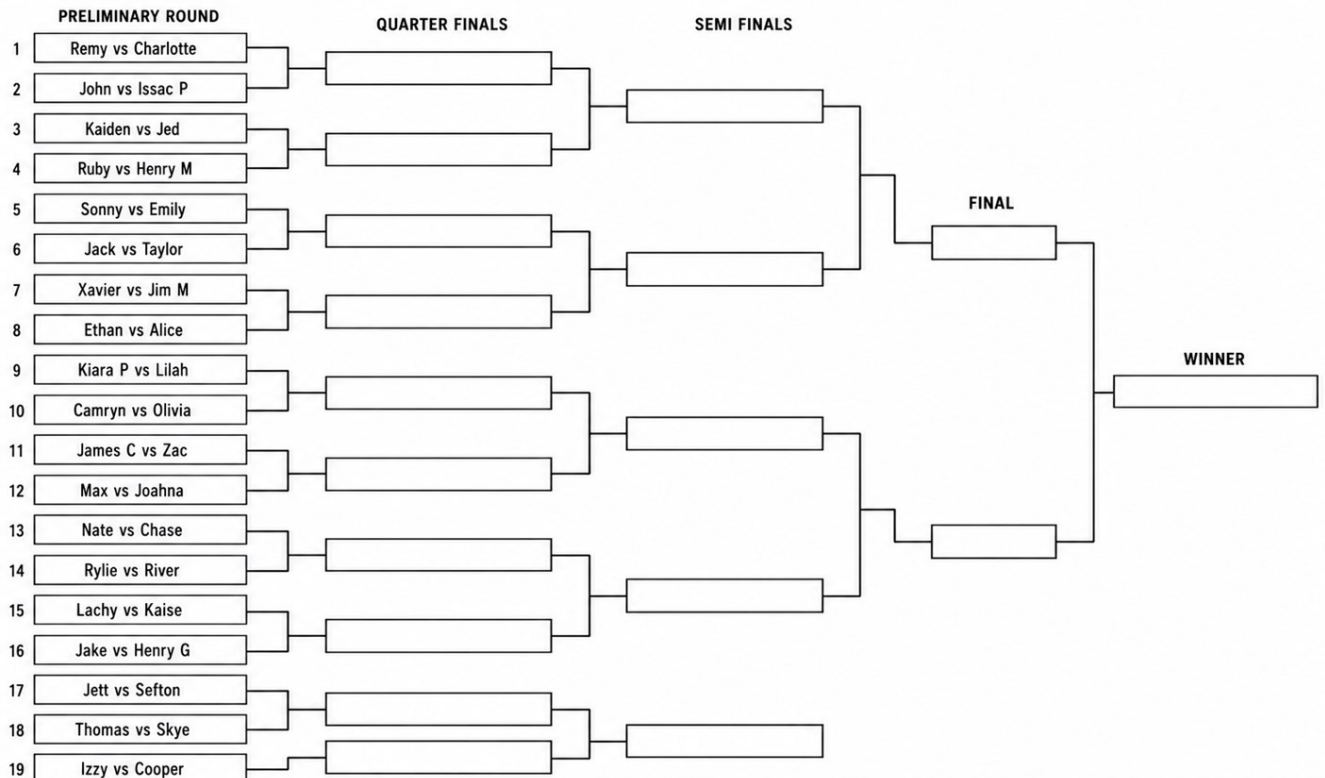 PRELIMINARY ROUND
QUARTER FINALS
SEMI FINALS
1 Remy vs Charlotte
2 John vs Issac P
3 Kaiden vs Jed
4 Ruby vs Henry M
5 Sonny vs Emily
6 Jack vs Taylor
7 Xavier vs Jim M
8 Ethan vs Alice
9 Kiara P vs Lilah
10 Camryn vs Olivia
11 James C vs Zac
12 Max vs Joahna
13 Nate vs Chase
14 Rylie vs River
15 Lachy vs Kaise
16 Jake vs Henry G
17 Jett vs Sefton
18 Thomas vs Skye
19 Izzy vs Cooper
FINAL
WINNER